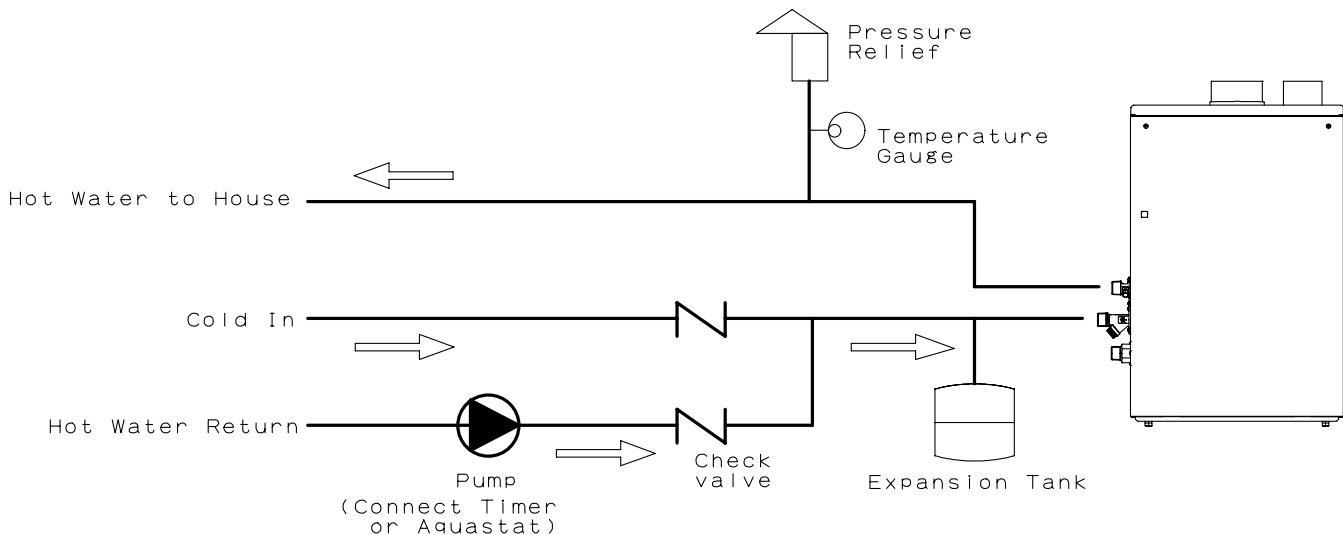 Pressure
Relief
Temperature
Gauge
Hot Water to House
Cold In
Hot Water Return
Check
valve
Pump
(Connect Timer
or Aquastat)
Expansion Tank